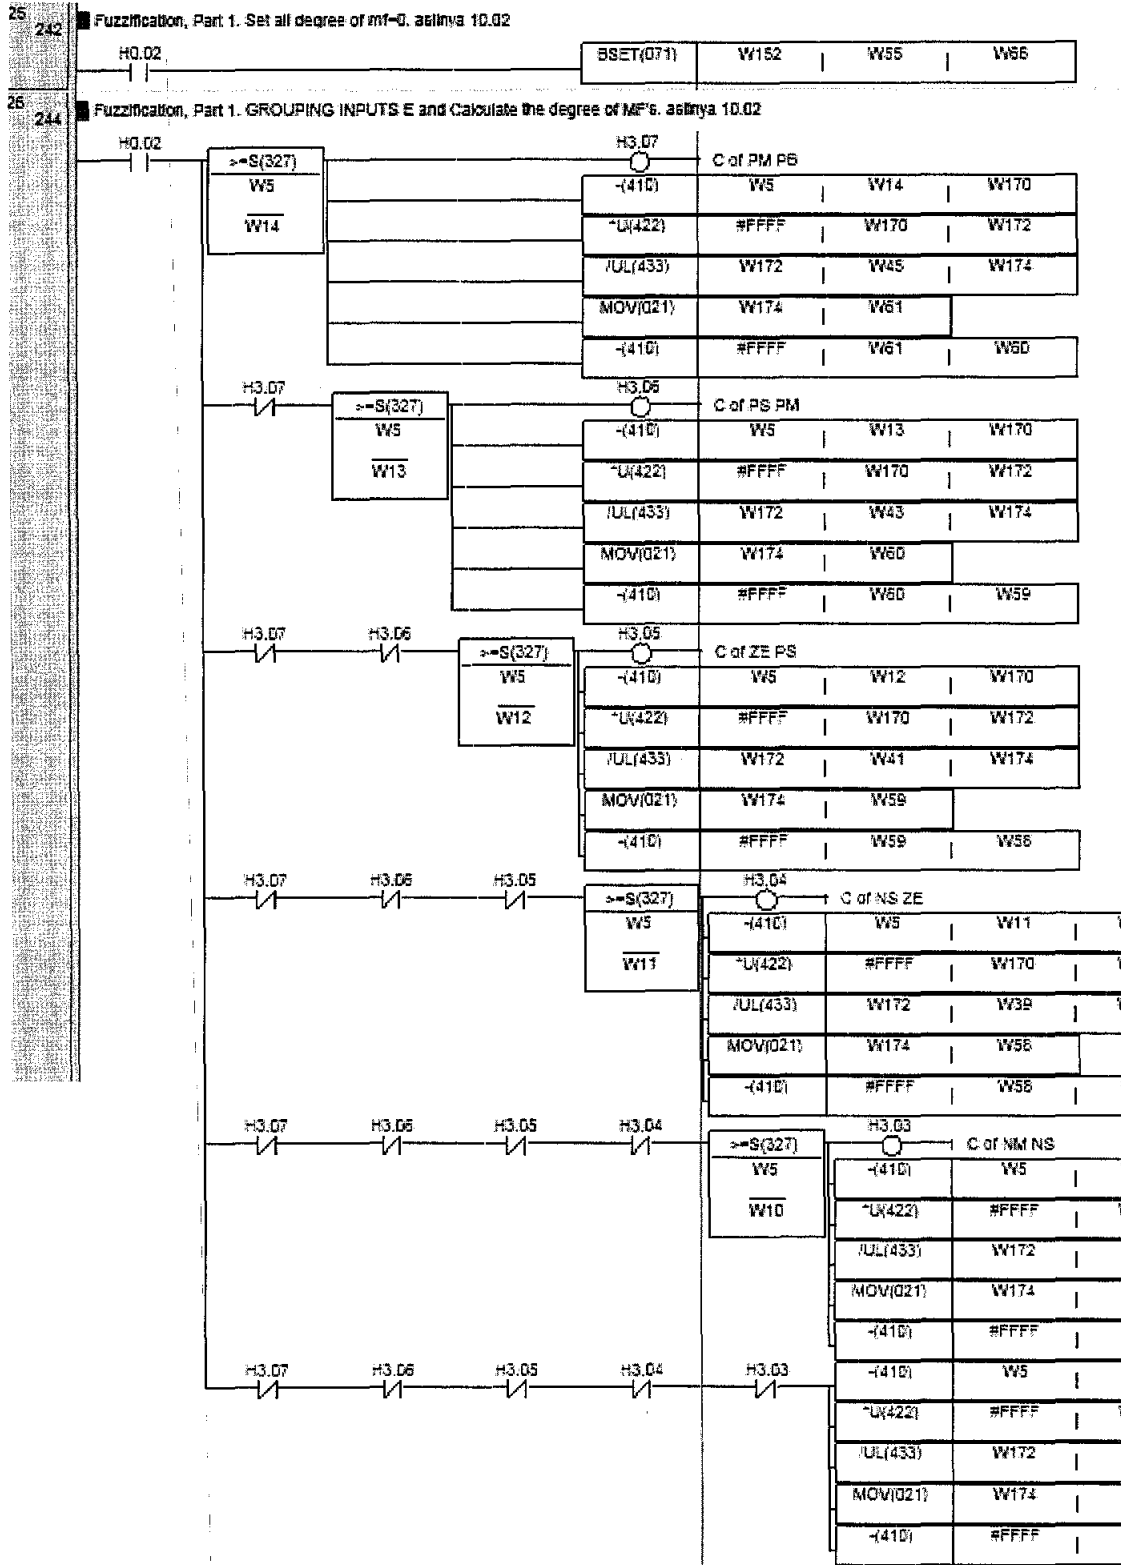 25
242
Fuzzification, Part 1. Set all degree of mf=0. aslinya 10.02
H0.02
BSET(071) W152 W55 W66
26
244
Fuzzification, Part 1. GROUPING INPUTS E and Calculate the degree of MF's. aslinya 10.02
H0.02
>=S(327)
W5
W14
H3.07
C of PM PB
-(410) W5 W14 W170
*U(422) #FFFF W170 W172
/UL(433) W172 W45 W174
MOV(021) W174 W61
-(410) #FFFF W61 W60
H3.07
>=S(327)
W5
W13
H3.06
C of PS PM
-(410) W5 W13 W170
*U(422) #FFFF W170 W172
/UL(433) W172 W43 W174
MOV(021) W174 W60
-(410) #FFFF W60 W59
H3.07 H3.06
>=S(327)
W5
W12
H3.05
C of ZE PS
-(410) W5 W12 W170
*U(422) #FFFF W170 W172
/UL(433) W172 W41 W174
MOV(021) W174 W59
-(410) #FFFF W59 W58
H3.07 H3.06 H3.05
>=S(327)
W5
W11
H3.04
C of NS ZE
-(410) W5 W11
*U(422) #FFFF W170
/UL(433) W172 W39
MOV(021) W174 W58
-(410) #FFFF W58
H3.07 H3.06 H3.05 H3.04
>=S(327)
W5
W10
H3.03
C of NM NS
-(410) W5
*U(422) #FFFF
/UL(433) W172
MOV(021) W174
-(410) #FFFF
H3.07 H3.06 H3.05 H3.04 H3.03
-(410) W5
*U(422) #FFFF
/UL(433) W172
MOV(021) W174
-(410) #FFFF